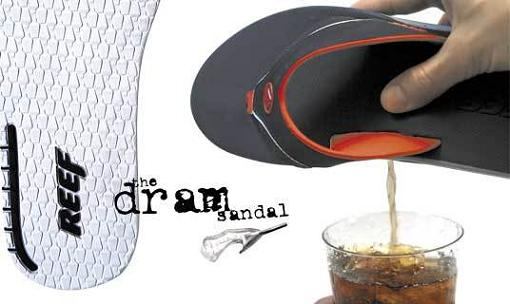 REEF
the
dram
sandal